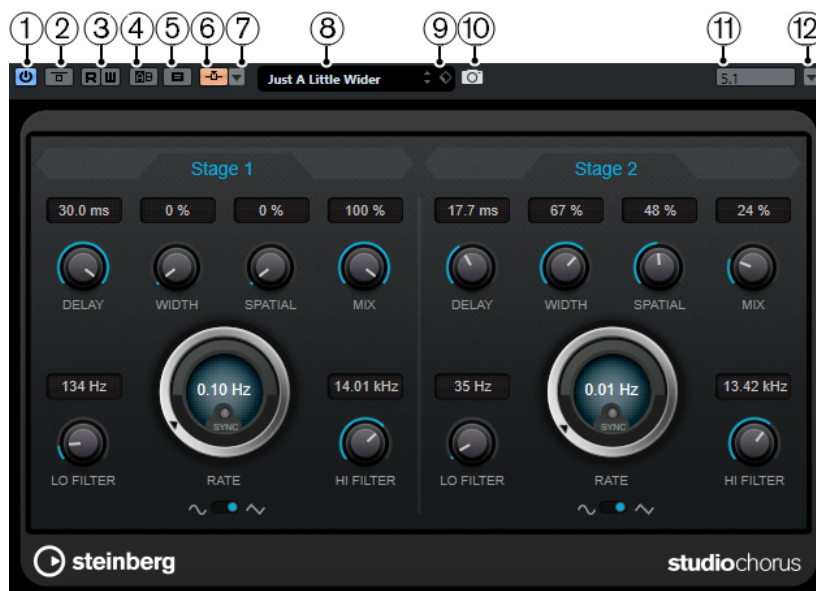 1 2 3 4 5 6 7 8 9 10 11 12
R W A B Just A Little Wider 5.1
Stage 1 Stage 2
30.0 ms 0 % 0 % 100 % 17.7 ms 67 % 48 % 24 %
DELAY WIDTH SPATIAL MIX DELAY WIDTH SPATIAL MIX
134 Hz 0.10 Hz 14.01 kHz 35 Hz 0.01 Hz 13.42 kHz
SYNC SYNC
LO FILTER RATE HI FILTER LO FILTER RATE HI FILTER
steinberg studiochorus